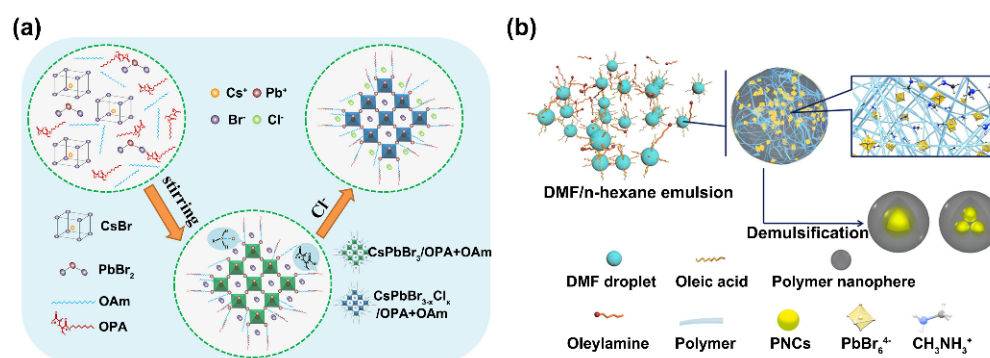 (a)
Cs⁺ Pb⁺
Br⁻ Cl⁻
stirring
Cl⁻
CsBr
PbBr₂
OAm
OPA
CsPbBr₃/OPA+OAm
CsPbBr₃₋ₓClₓ
/OPA+OAm
(b)
DMF/n-hexane emulsion
Demulsification
DMF droplet Oleic acid Polymer nanophere
Oleylamine Polymer PNCs PbBr₆⁴⁻ CH₃NH₃⁺